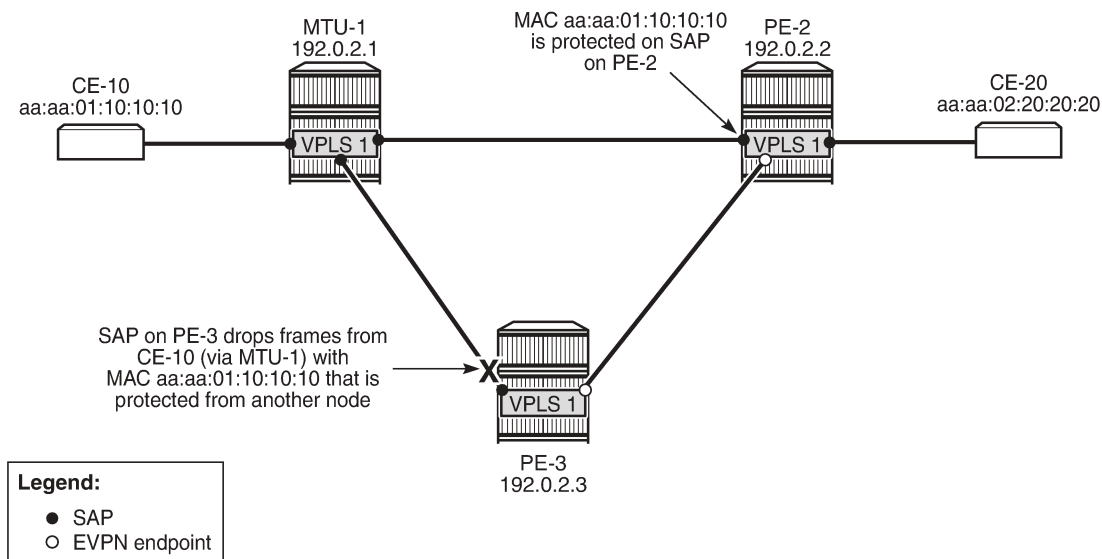 MTU-1
192.0.2.1
MAC aa:aa:01:10:10:10
is protected on SAP
on PE-2
PE-2
192.0.2.2
CE-10
aa:aa:01:10:10:10
CE-20
aa:aa:02:20:20:20
VPLS 1
VPLS 1
SAP on PE-3 drops frames from
CE-10 (via MTU-1) with
MAC aa:aa:01:10:10:10 that is
protected from another node
X
VPLS 1
PE-3
192.0.2.3
Legend:
SAP
EVPN endpoint